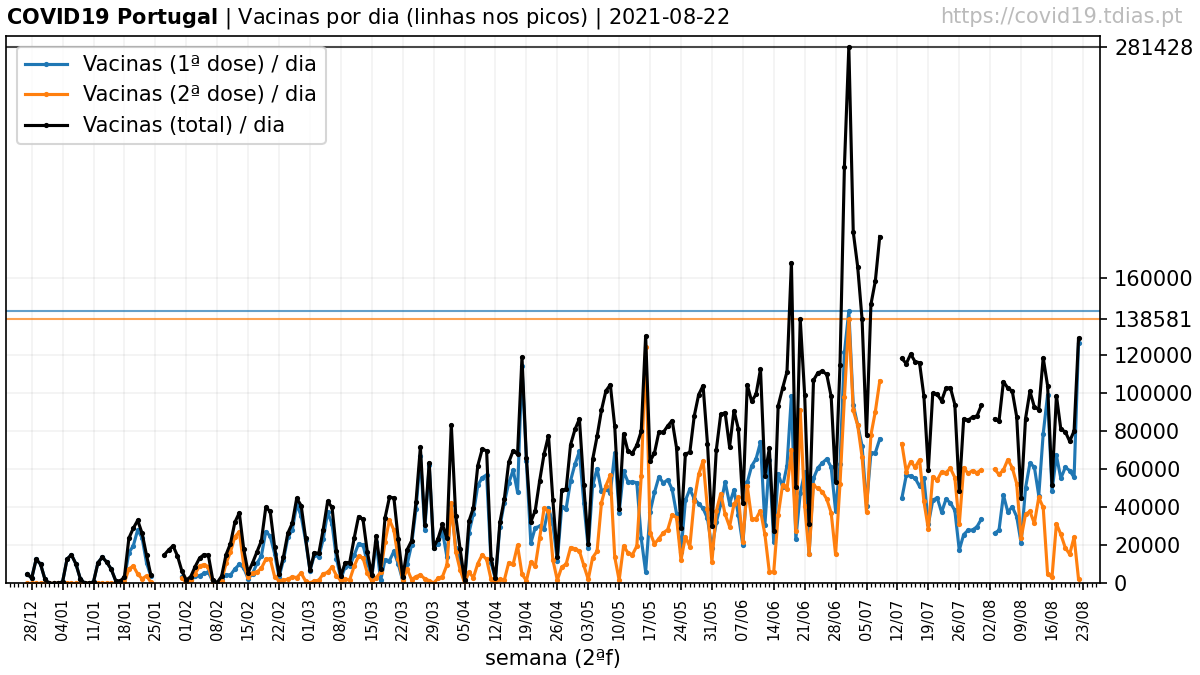 COVID19 Portugal | Vacinas por dia (linhas nos picos) | 2021-08-22
https://covid19.tdias.pt
Vacinas (1ª dose) / dia
Vacinas (2ª dose) / dia
Vacinas (total) / dia
281428
160000
138581
120000
100000
80000
60000
40000
20000
0
28/12 04/01 11/01 18/01 25/01 01/02 08/02 15/02 22/02 01/03 08/03 15/03 22/03 29/03 05/04 12/04 19/04 26/04 03/05 10/05 17/05 24/05 31/05 07/06 14/06 21/06 28/06 05/07 12/07 19/07 26/07 02/08 09/08 16/08 23/08
semana (2ªf)